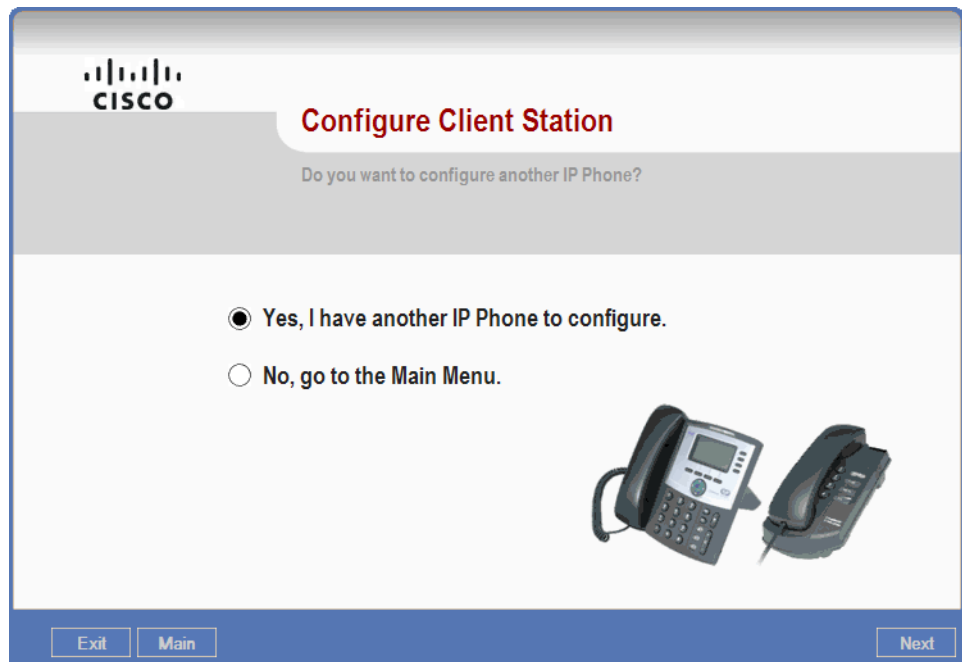 CISCO
Configure Client Station
Do you want to configure another IP Phone?
Yes, I have another IP Phone to configure.
No, go to the Main Menu.
Exit
Main
Next